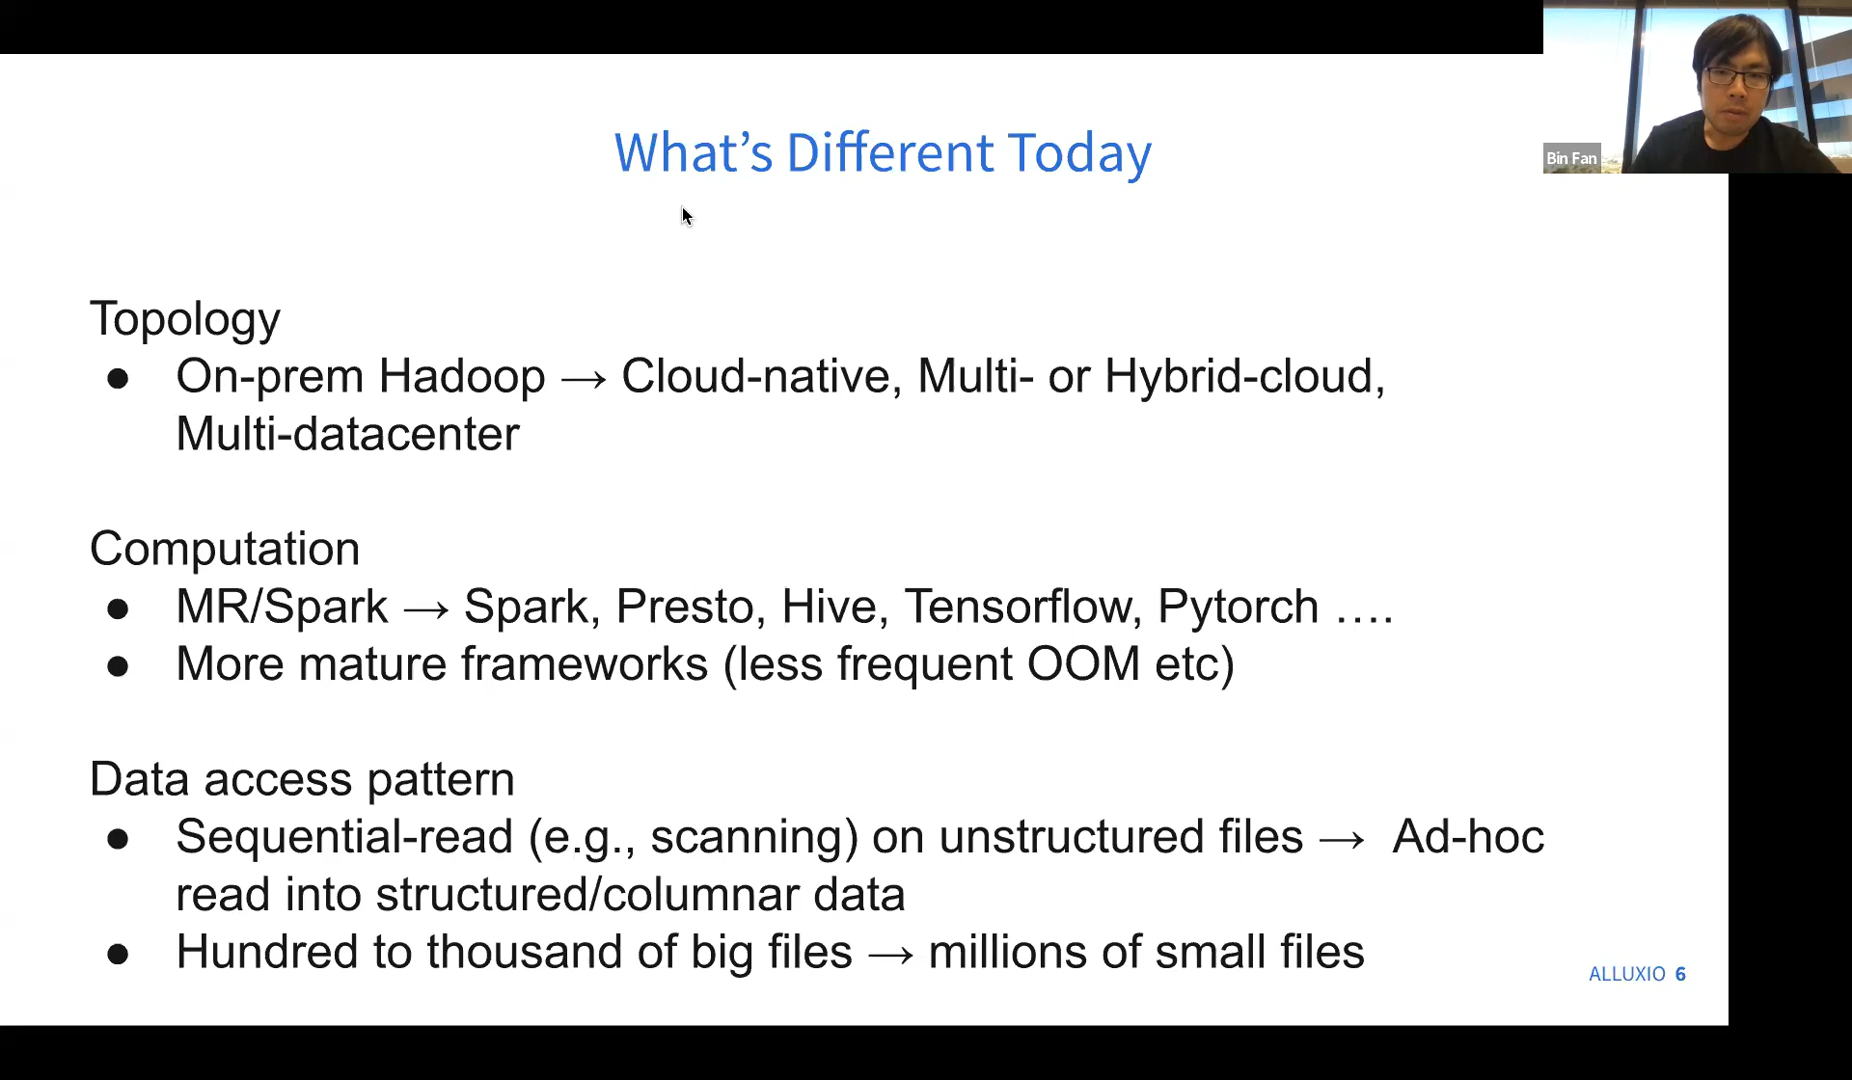 What's Different Today
Bin Fan
Topology
● On-prem Hadoop → Cloud-native, Multi- or Hybrid-cloud,
Multi-datacenter
Computation
● MR/Spark → Spark, Presto, Hive, Tensorflow, Pytorch ....
● More mature frameworks (less frequent OOM etc)
Data access pattern
● Sequential-read (e.g., scanning) on unstructured files → Ad-hoc
read into structured/columnar data
● Hundred to thousand of big files → millions of small files
ALLUXIO 6